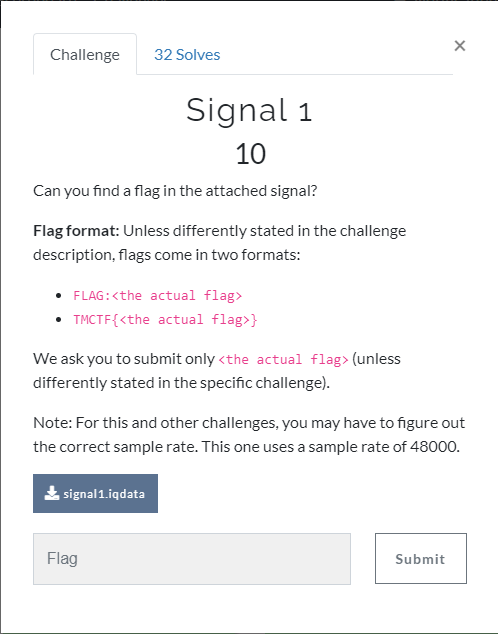 Challenge
32 Solves
×
Signal 1
10
Can you find a flag in the attached signal?
Flag format: Unless differently stated in the challenge
description, flags come in two formats:
• FLAG:<the actual flag>
• TMCTF{<the actual flag>}
We ask you to submit only <the actual flag> (unless
differently stated in the specific challenge).
Note: For this and other challenges, you may have to figure out
the correct sample rate. This one uses a sample rate of 48000.
signal1.iqdata
Flag
Submit